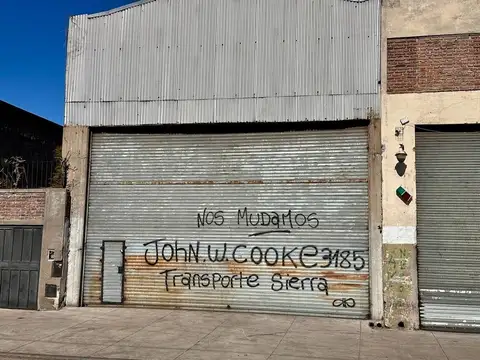 NOS MUDAMOS
JOHN.W.COOKE 3185
Transporte Sierra